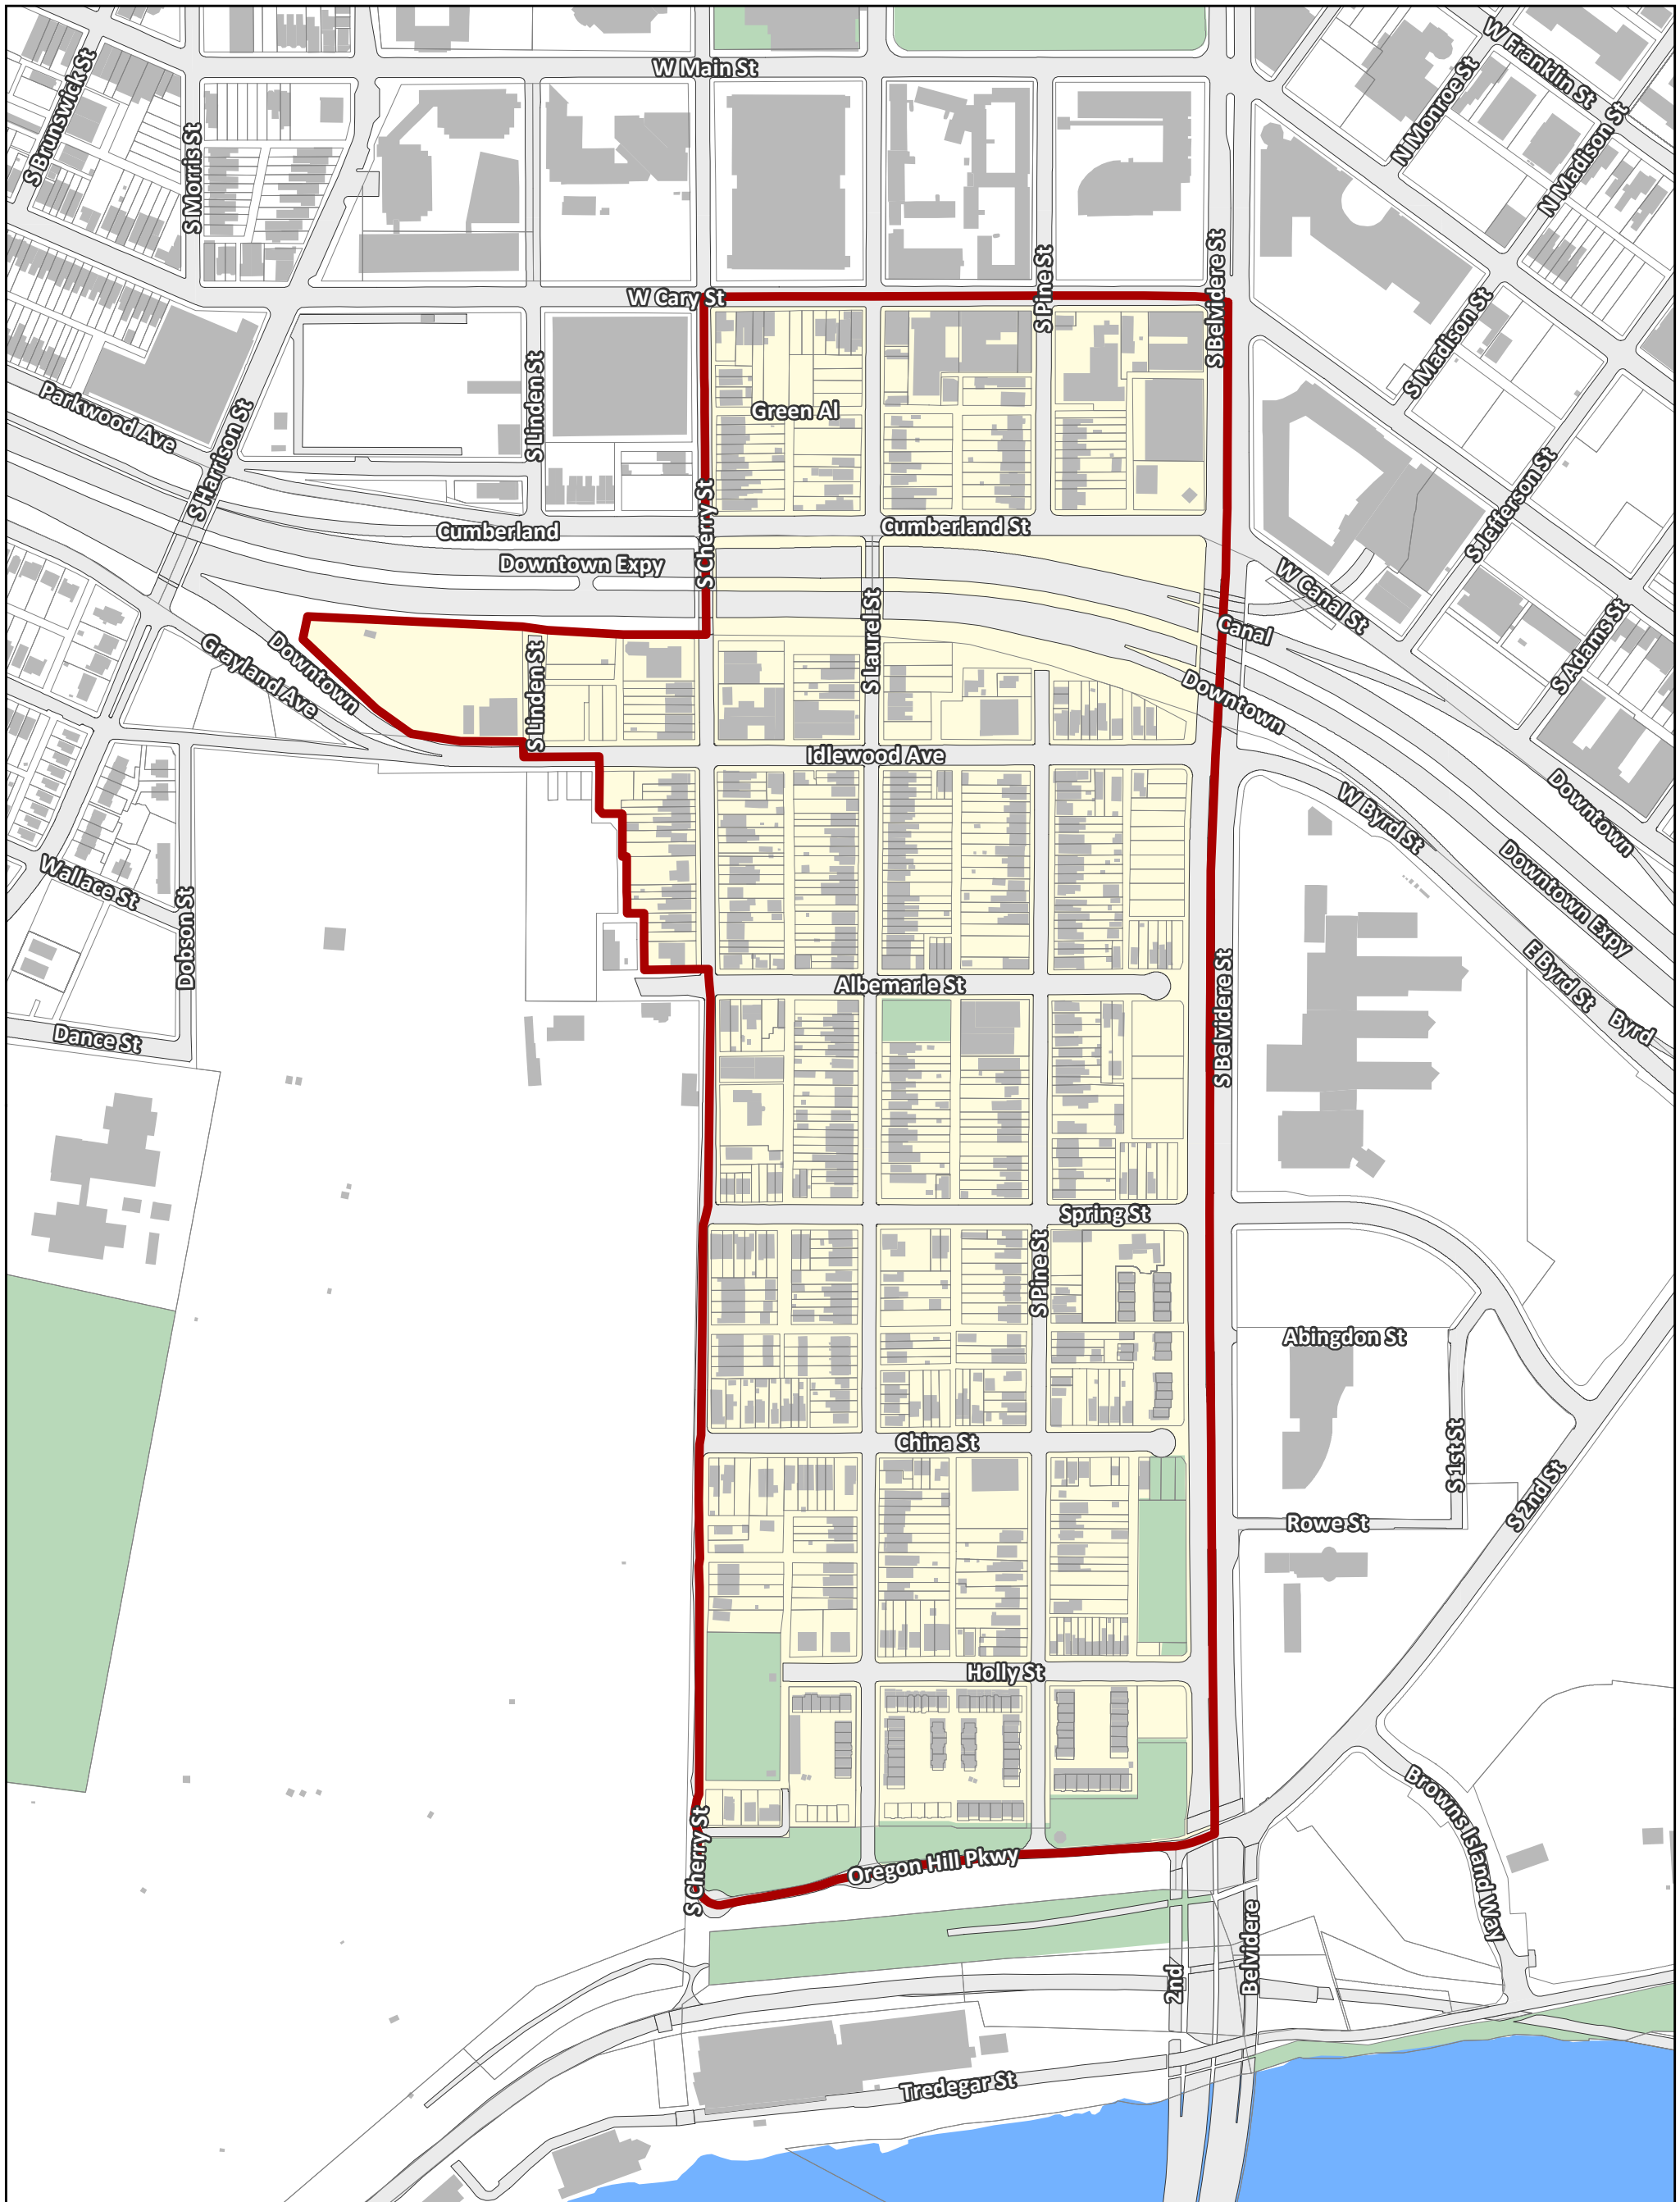 W Franklin St
W Main St
S Brunswick St
N Monroe St
N Madison St
S Morris St
S Pine St
S Belvidere St
W Cary St
S Madison St
S Linden St
Parkwood Ave
Green Al
S Harrison St
S Jefferson St
S Cherry St
Cumberland
Cumberland St
Downtown Expy
W Canal St
S Laurel St
Canal
S Adams St
Downtown
Grayland Ave
S Linden St
Downtown
Idlewood Ave
W Byrd St
Downtown
Wallace St
Downtown Expy
Dobson St
E Byrd St
Albemarle St
S Belvidere St
Byrd
Dance St
Spring St
S Pine St
Abingdon St
China St
S 1st St
S 2nd St
Rowe St
Holly St
Browns Island Way
S Cherry St
Oregon Hill Pkwy
2nd
Belvidere
Tredegar St